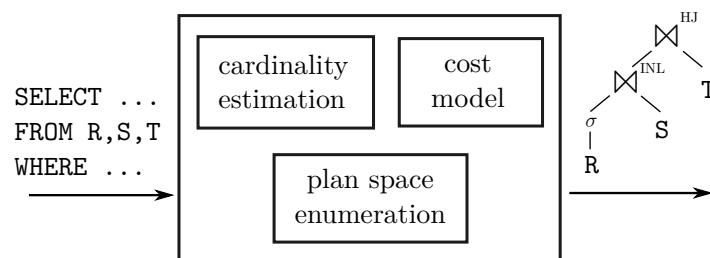 SELECT ...
FROM R,S,T
WHERE ...
cardinality
estimation
cost
model
plan space
enumeration
⋈ HJ
⋈ INL
T
σ
S
R